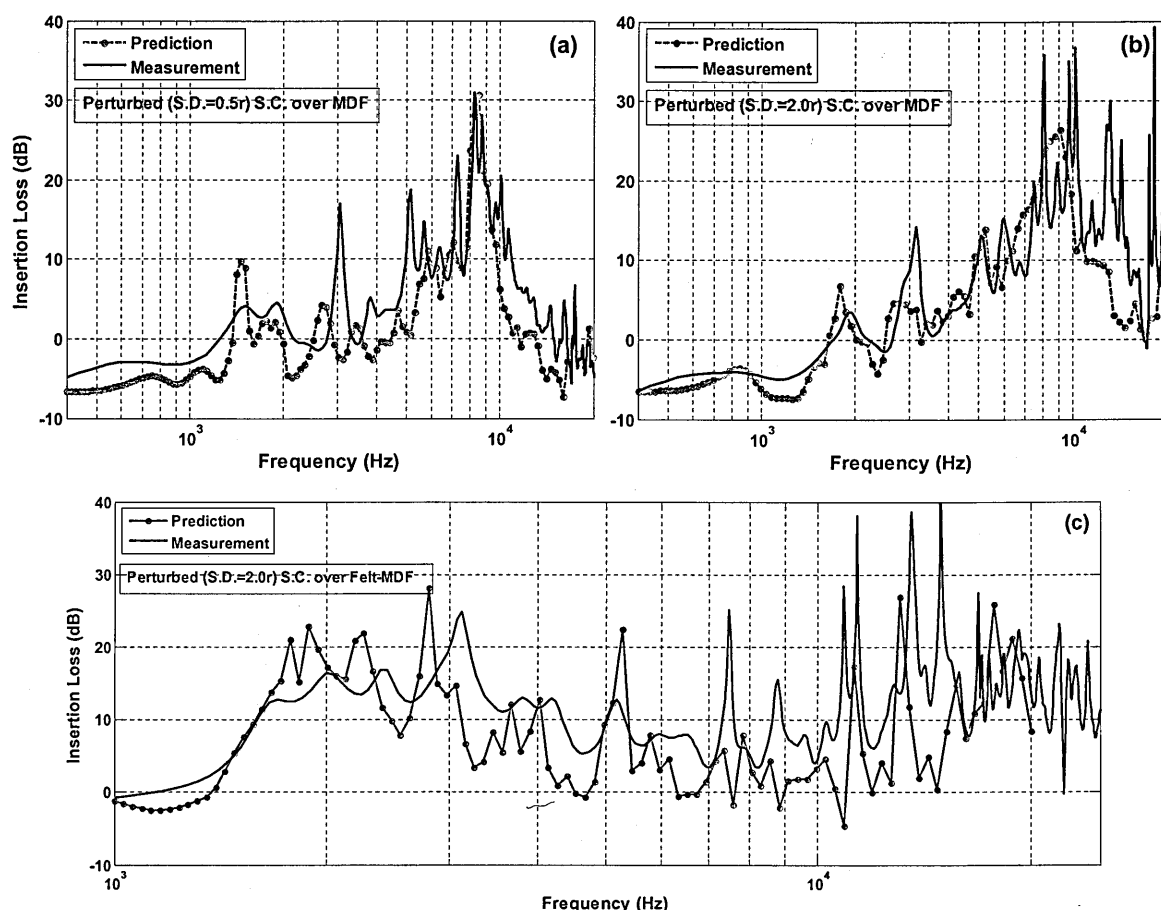 40
30
20
10
0
-10
Insertion Loss (dB)
Prediction
Measurement
Perturbed (S.D.=0.5r) S.C. over MDF
(a)
10³
10⁴
Frequency (Hz)
40
30
20
10
0
-10
Prediction
Measurement
Perturbed (S.D.=2.0r) S.C. over MDF
(b)
10³
10⁴
Frequency (Hz)
40
30
20
10
0
-10
Insertion Loss (dB)
Prediction
Measurement
Perturbed (S.D.=2.0r) S.C. over Felt-MDF
(c)
10³
10⁴
Frequency (Hz)